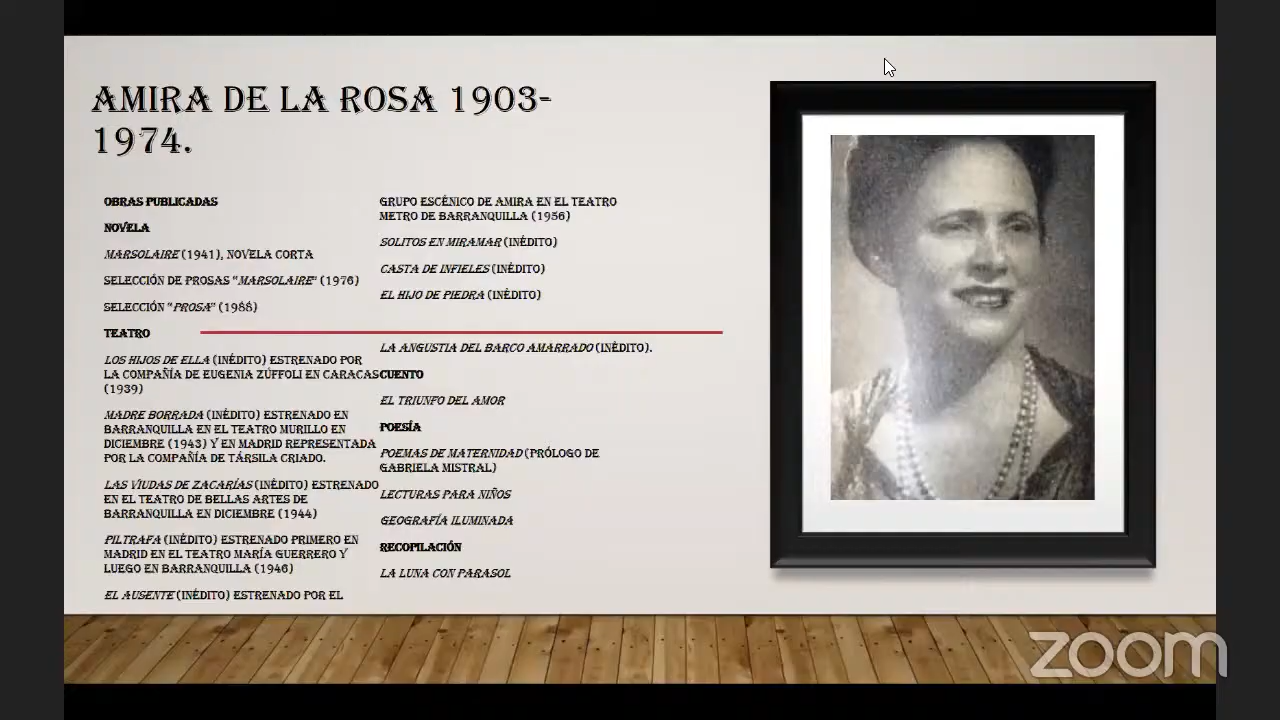 AMIRA DE LA ROSA 1903-
1974.
OBRAS PUBLICADAS
NOVELA
MARSOLAIRE (1941), NOVELA CORTA
SELECCIÓN DE PROSAS "MARSOLAIRE" (1976)
SELECCIÓN "PROSA" (1988)
TEATRO
LOS HIJOS DE ELLA (INÉDITO) ESTRENADO POR
LA COMPAÑÍA DE EUGENIA ZÚFFOLI EN CARACAS
(1939)
MADRE BORRADA (INÉDITO) ESTRENADO EN
BARRANQUILLA EN EL TEATRO MURILLO EN
DICIEMBRE (1943) Y EN MADRID REPRESENTADA
POR LA COMPAÑÍA DE TÁRSILA CRIADO.
LAS VIUDAS DE ZACARÍAS (INÉDITO) ESTRENADO
EN EL TEATRO DE BELLAS ARTES DE
BARRANQUILLA EN DICIEMBRE (1944)
PILTRAFA (INÉDITO) ESTRENADO PRIMERO EN
MADRID EN EL TEATRO MARÍA GUERRERO Y
LUEGO EN BARRANQUILLA (1946)
EL AUSENTE (INÉDITO) ESTRENADO POR EL
GRUPO ESCÉNICO DE AMIRA EN EL TEATRO
METRO DE BARRANQUILLA (1956)
SOLITOS EN MIRAMAR (INÉDITO)
CASTA DE INFIELES (INÉDITO)
EL HIJO DE PIEDRA (INÉDITO)
LA ANGUSTIA DEL BARCO AMARRADO (INÉDITO).
CUENTO
EL TRIUNFO DEL AMOR
POESÍA
POEMAS DE MATERNIDAD (PRÓLOGO DE
GABRIELA MISTRAL)
LECTURAS PARA NIÑOS
GEOGRAFÍA ILUMINADA
RECOPILACIÓN
LA LUNA CON PARASOL
zoom